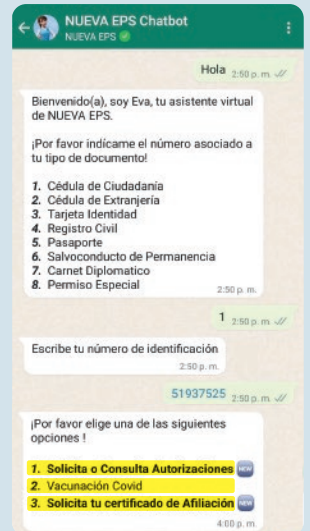 NUEVA EPS Chatbot
NUEVA EPS
Hola 2:50 p. m.
Bienvenido(a), soy Eva, tu asistente virtual
de NUEVA EPS.
¡Por favor indícame el número asociado a
tu tipo de documento!
1. Cédula de Ciudadanía
2. Cédula de Extranjería
3. Tarjeta Identidad
4. Registro Civil
5. Pasaporte
6. Salvoconducto de Permanencia
7. Carnet Diplomatico
8. Permiso Especial
2:50 p. m.
1 2:50 p. m.
Escribe tu número de identificación
2:50 p. m.
51937525 2:50 p. m.
¡Por favor elige una de las siguientes
opciones !
1. Solicita o Consulta Autorizaciones NEW
2. Vacunación Covid
3. Solicita tu certificado de Afiliación NEW
4:00 p. m.